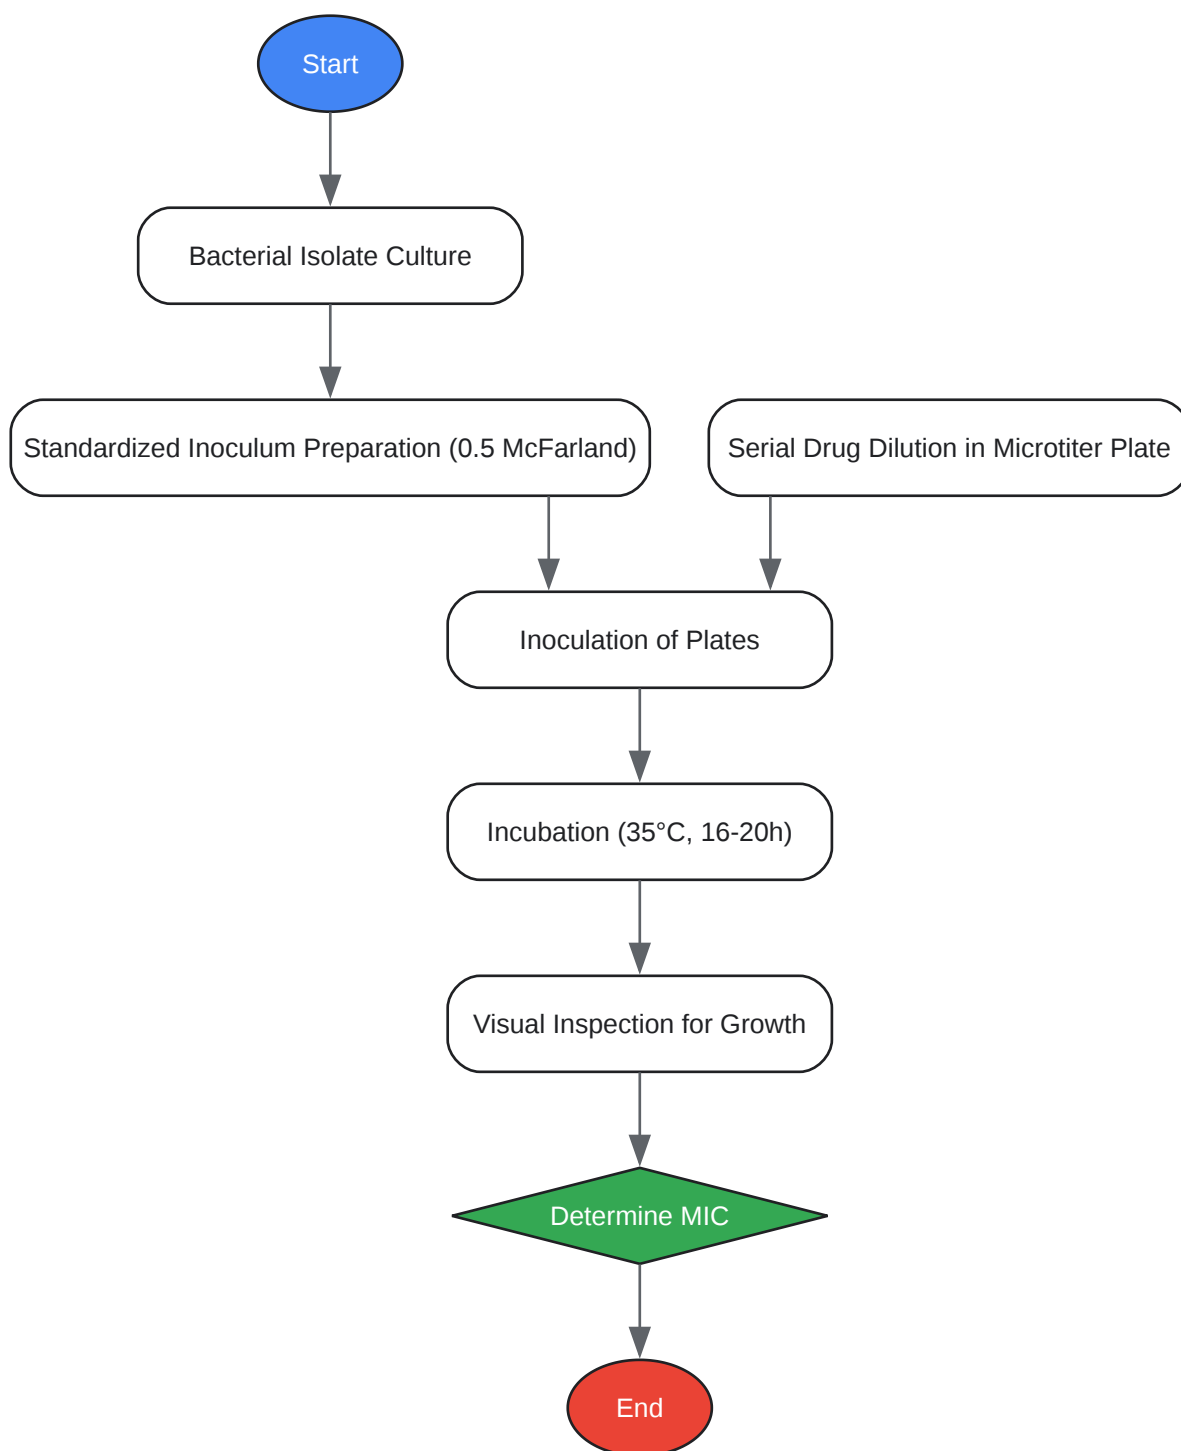 Start
Bacterial Isolate Culture
Standardized Inoculum Preparation (0.5 McFarland)
Serial Drug Dilution in Microtiter Plate
Inoculation of Plates
Incubation (35°C, 16-20h)
Visual Inspection for Growth
Determine MIC
End